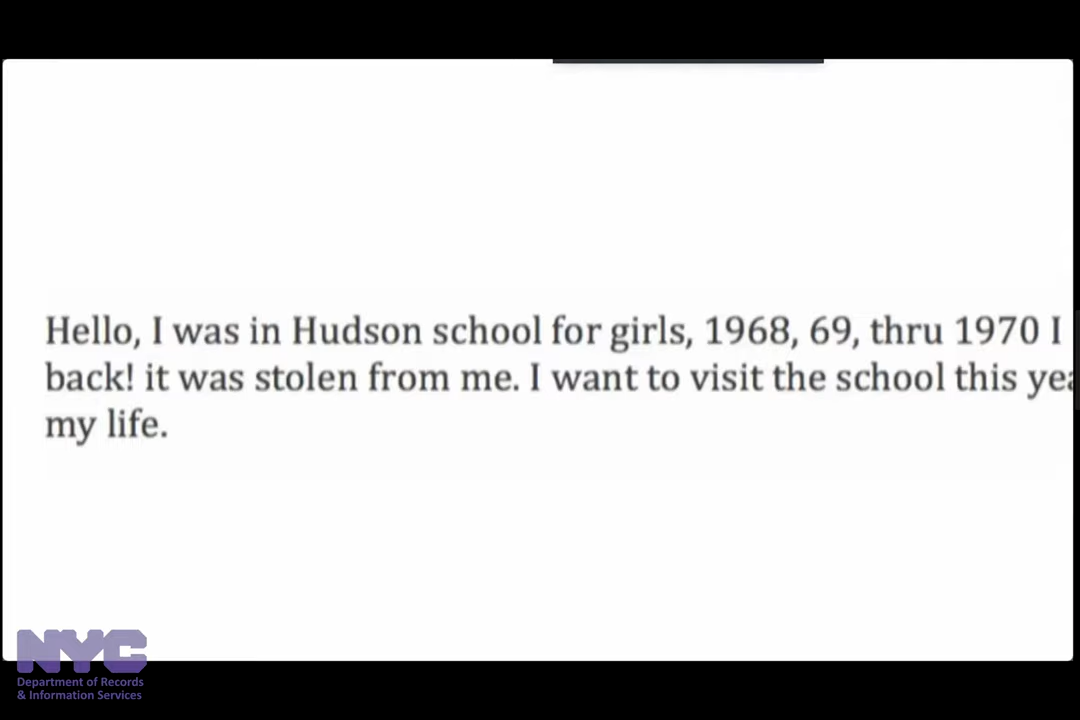 Hello, I was in Hudson school for girls, 1968, 69, thru 1970 I
back! it was stolen from me. I want to visit the school this
my life.
NYC
Department of Records
& Information Services